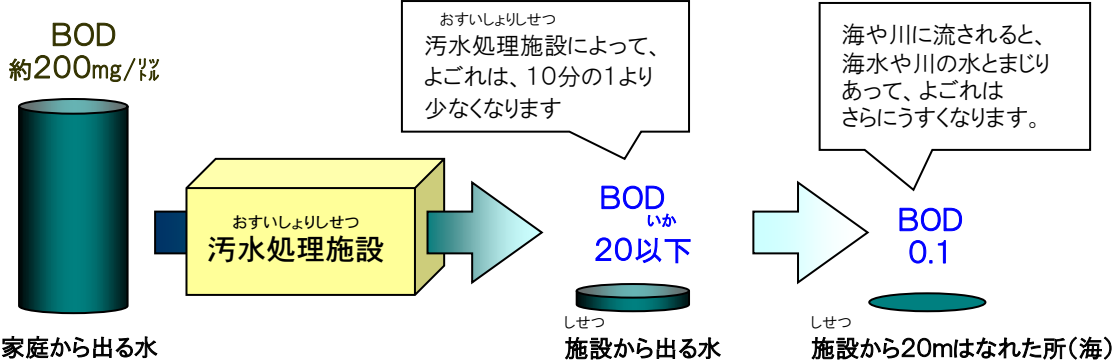 BOD
約200mg/㍑
家庭から出る水
おすいしょりしせつ
汚水処理施設
おすいしょりしせつ
汚水処理施設によって、
よごれは、10分の1より
少なくなります
BOD
いか
20以下
しせつ
施設から出る水
海や川に流されると、
海水や川の水とまじり
あって、よごれは
さらにうすくなります。
BOD
0.1
しせつ
施設から20mはなれた所(海)